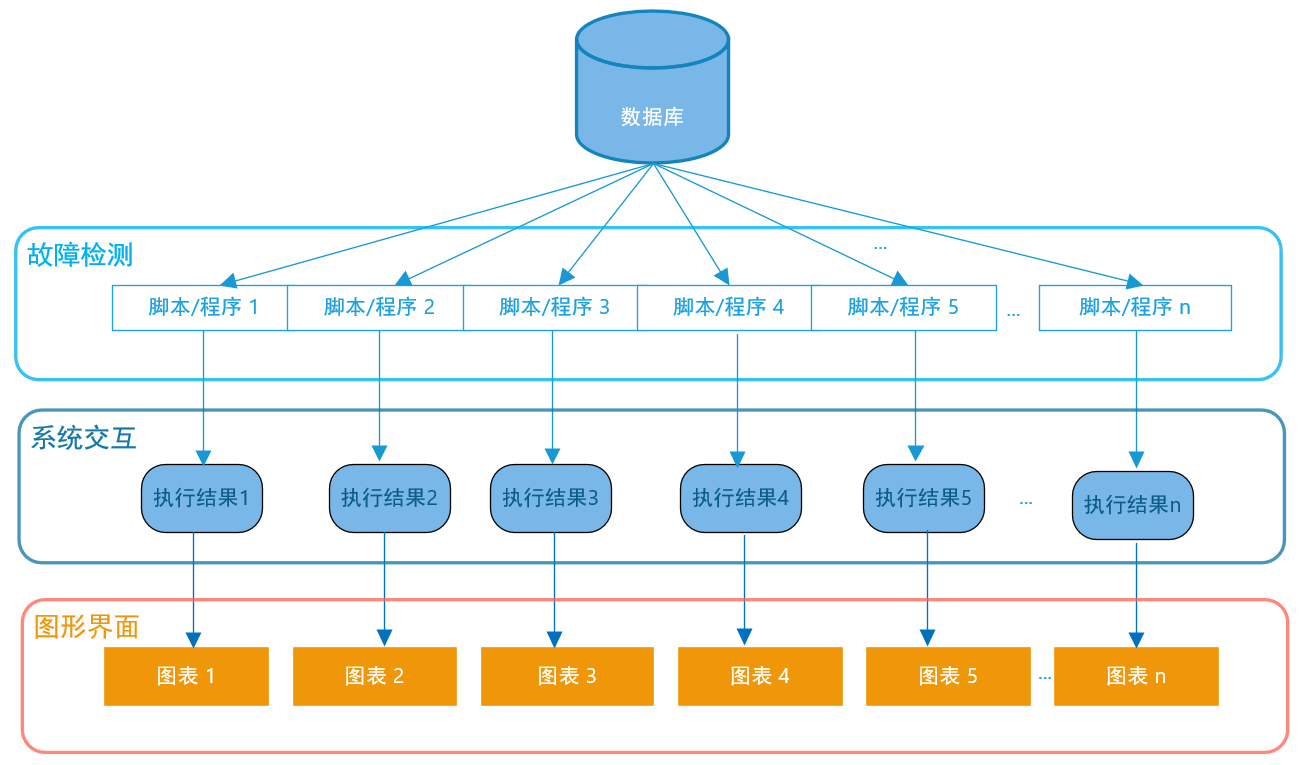 数据库
故障检测
...
脚本/程序 1
脚本/程序 2
脚本/程序 3
脚本/程序 4
脚本/程序 5
...
脚本/程序 n
系统交互
执行结果1
执行结果2
执行结果3
执行结果4
执行结果5
...
执行结果n
图形界面
图表 1
图表 2
图表 3
图表 4
图表 5
...
图表 n